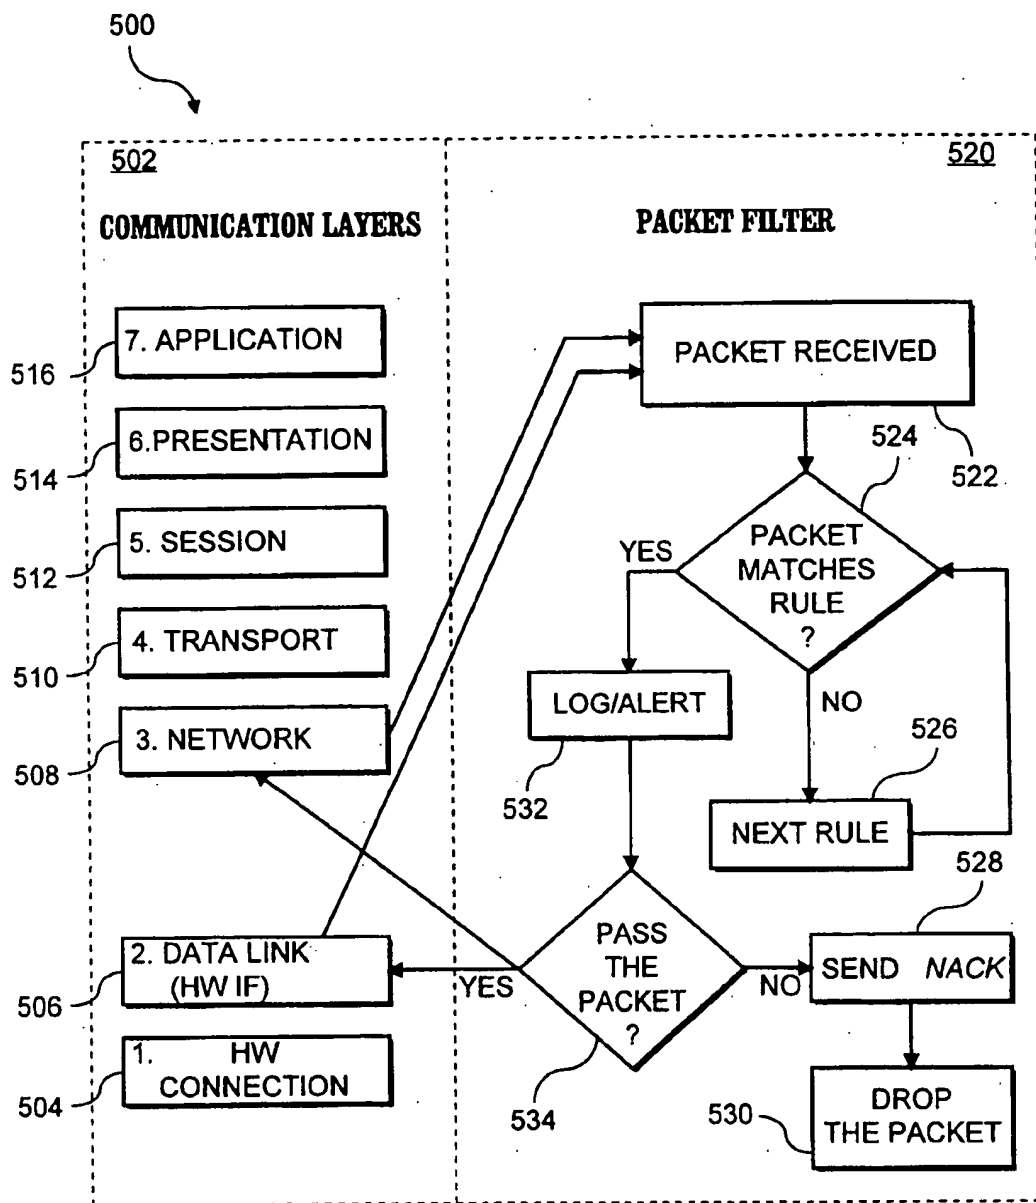 500
502
520
COMMUNICATION LAYERS
PACKET FILTER
7. APPLICATION
516
6.PRESENTATION
514
5. SESSION
512
4. TRANSPORT
510
3. NETWORK
508
2. DATA LINK
(HW IF)
506
1. HW
CONNECTION
504
PACKET RECEIVED
522
524
PACKET
MATCHES
RULE
?
YES
NO
LOG/ALERT
532
526
NEXT RULE
528
PASS
THE
PACKET
?
YES
NO
534
SEND NACK
530
DROP
THE PACKET